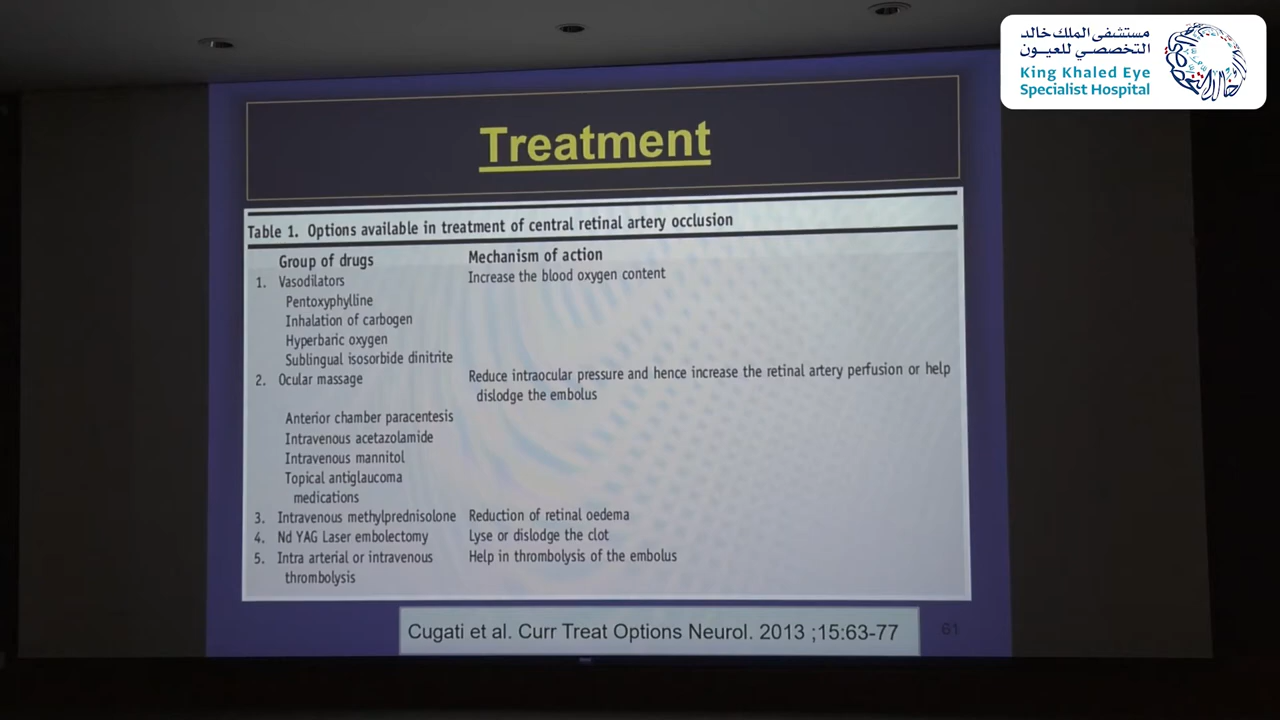 مستشفى الملك خالد
التخصصي للعيون
King Khaled Eye
Specialist Hospital
Treatment
Table 1. Options available in treatment of central retinal artery occlusion
Group of drugs Mechanism of action
1. Vasodilators Increase the blood oxygen content
Pentoxyphylline
Inhalation of carbogen
Hyperbaric oxygen
Sublingual isosorbide dinitrite
2. Ocular massage Reduce intraocular pressure and hence increase the retinal artery perfusion or help
dislodge the embolus
Anterior chamber paracentesis
Intravenous acetazolamide
Intravenous mannitol
Topical antiglaucoma
medications
3. Intravenous methylprednisolone Reduction of retinal oedema
4. Nd YAG Laser embolectomy Lyse or dislodge the clot
5. Intra arterial or intravenous Help in thrombolysis of the embolus
thrombolysis
Cugati et al. Curr Treat Options Neurol. 2013 ;15:63-77
61